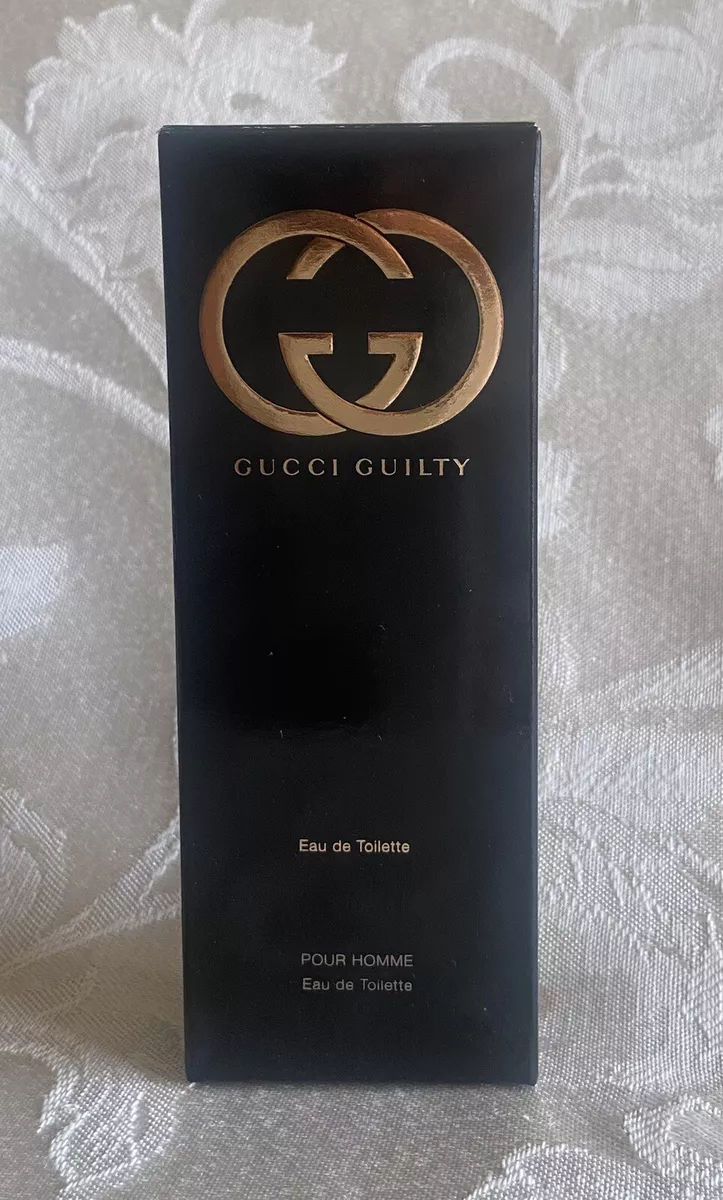 GUCCI GUILTY
Eau de Toilette
POUR HOMME
Eau de Toilette